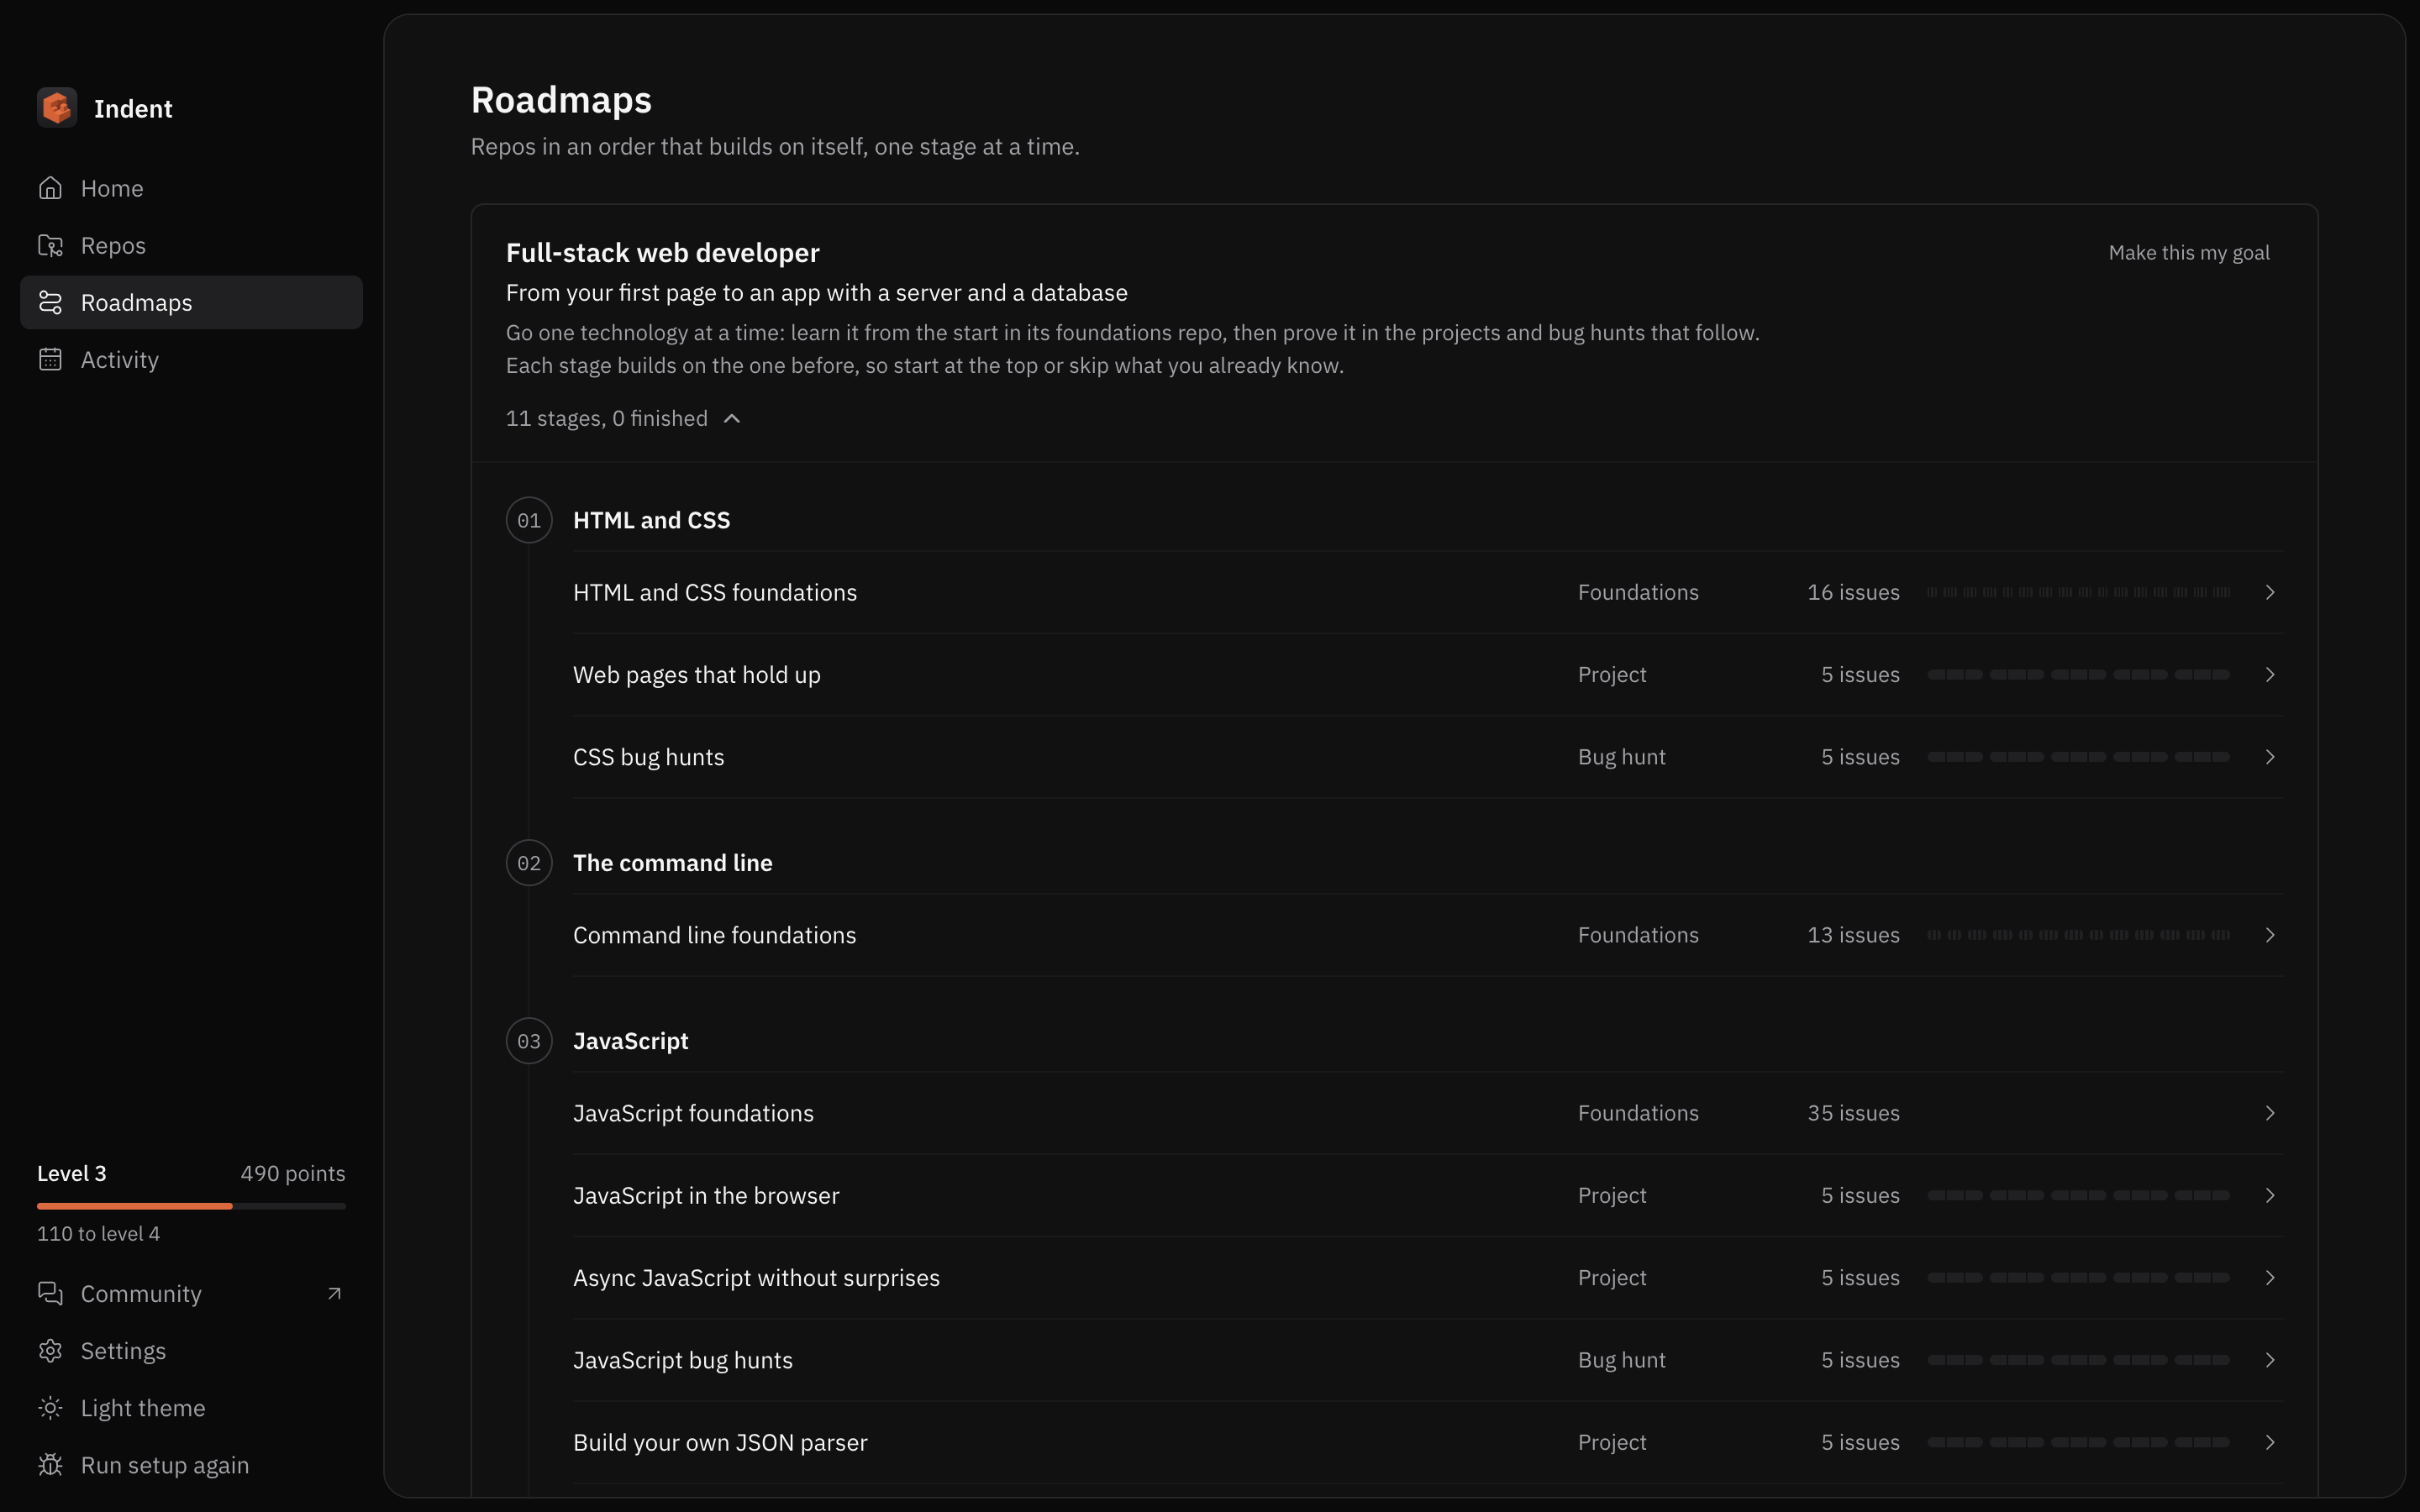 Indent
Home
Repos
Roadmaps
Activity
Level 3
490 points
110 to level 4
Community
Settings
Light theme
Run setup again
Roadmaps
Repos in an order that builds on itself, one stage at a time.
Full-stack web developer
Make this my goal
From your first page to an app with a server and a database
Go one technology at a time: learn it from the start in its foundations repo, then prove it in the projects and bug hunts that follow.
Each stage builds on the one before, so start at the top or skip what you already know.
11 stages, 0 finished
01 HTML and CSS
HTML and CSS foundations Foundations 16 issues
Web pages that hold up Project 5 issues
CSS bug hunts Bug hunt 5 issues
02 The command line
Command line foundations Foundations 13 issues
03 JavaScript
JavaScript foundations Foundations 35 issues
JavaScript in the browser Project 5 issues
Async JavaScript without surprises Project 5 issues
JavaScript bug hunts Bug hunt 5 issues
Build your own JSON parser Project 5 issues